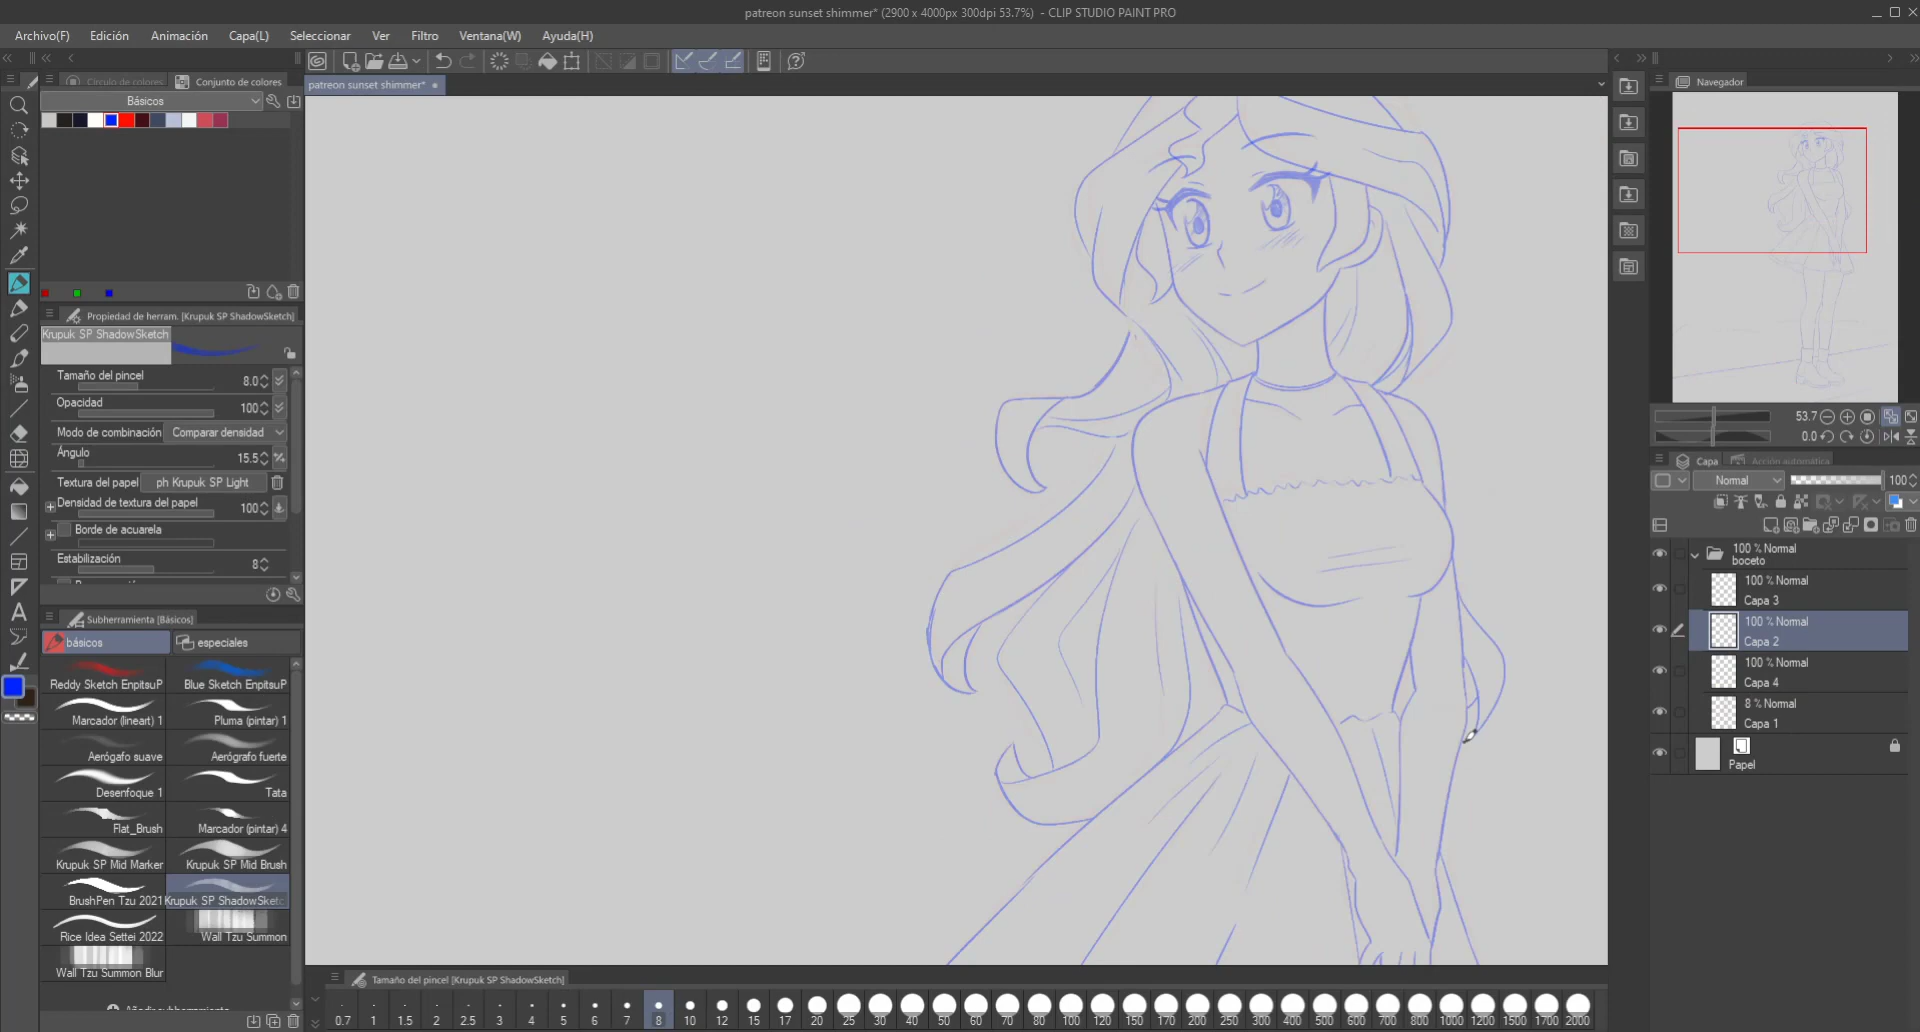 patreon sunset shimmer* (2900 x 4000px 300dpi 53.7%)  - CLIP STUDIO PAINT PRO
Archivo(F) Edición Animación Capa(L) Seleccionar Ver Filtro Ventana(W) Ayuda(H)
Círculo de colores Conjunto de colores
patreon sunset shimmer*
Navegador
Básicos
Propiedad de herram. [Krupuk SP ShadowSketch]
Krupuk SP ShadowSketch
Tamaño del pincel 8.0
Opacidad 100
Modo de combinación Comparar densidad
Ángulo 15.5
Textura del papel ph Krupuk SP Light
Densidad de textura del papel 100
Borde de acuarela
Estabilización 8
Subherramienta [Básicos]
básicos especiales
Reddy Sketch EnpitsuP Blue Sketch EnpitsuP
Marcador (lineart) 1 Pluma (pintar) 1
Aerógafo suave Aerógrafo fuerte
Desenfoque 1 Tata
Flat_Brush Marcador (pintar) 4
Krupuk SP Mid Marker Krupuk SP Mid Brush
BrushPen Tzu 2021 Krupuk SP ShadowSketc
Rice Idea Settei 2022 Wall Tzu Summon
Wall Tzu Summon Blur
Añadir subherramienta
53.7
0.0
Capa Acción automática
Normal 100
100 % Normal
boceto
100 % Normal
Capa 3
100 % Normal
Capa 2
100 % Normal
Capa 4
8 % Normal
Capa 1
Papel
Tamaño del pincel [Krupuk SP ShadowSketch]
0.7 1 1.5 2 2.5 3 4 5 6 7 8 10 12 15 17 20 25 30 40 50 60 70 80 100 120 150 170 200 250 300 400 500 600 700 800 1000 1200 1500 1700 2000